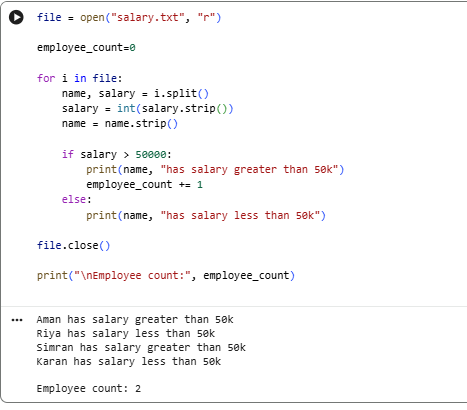 file = open("salary.txt", "r")
employee_count=0
for i in file:
name, salary = i.split()
salary = int(salary.strip())
name = name.strip()
if salary > 50000:
print(name, "has salary greater than 50k")
employee_count += 1
else:
print(name, "has salary less than 50k")
file.close()
print("\nEmployee count:", employee_count)
Aman has salary greater than 50k
Riya has salary less than 50k
Simran has salary greater than 50k
Karan has salary less than 50k
Employee count: 2